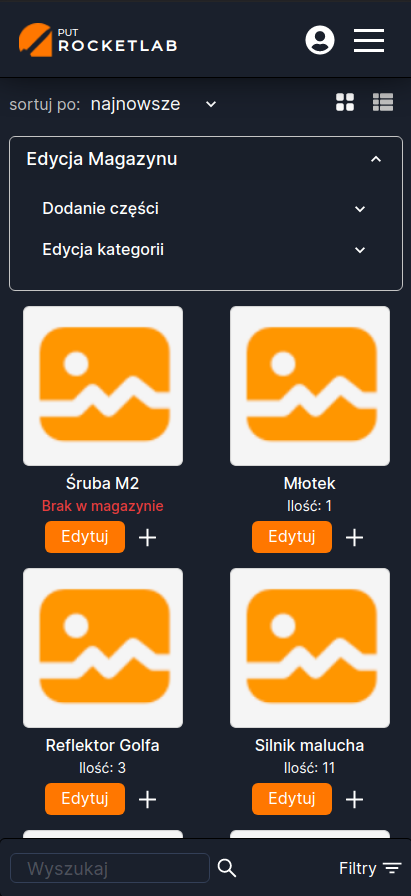 PUT
ROCKETLAB
sortuj po: najnowsze
Edycja Magazynu
Dodanie części
Edycja kategorii
Śruba M2
Brak w magazynie
Edytuj
Młotek
Ilość: 1
Edytuj
Reflektor Golfa
Ilość: 3
Edytuj
Silnik malucha
Ilość: 11
Edytuj
Wyszukaj
Filtry